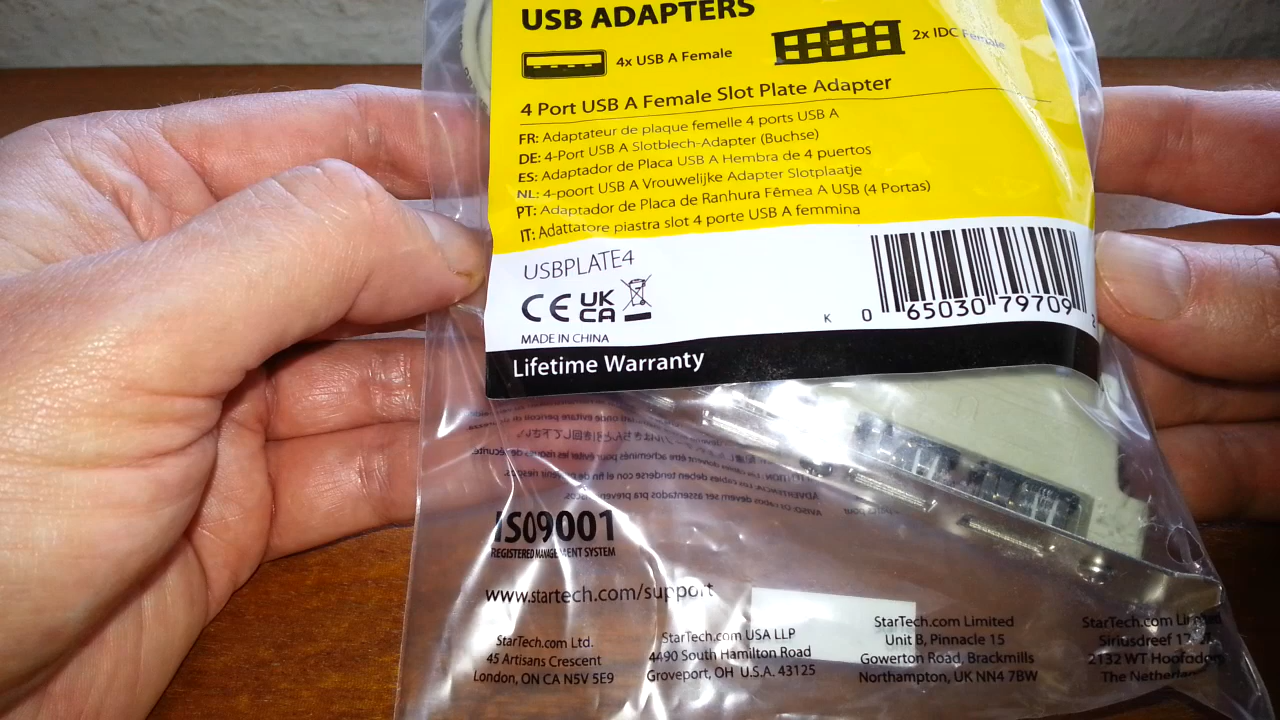 USB ADAPTERS
4x USB A Female
2x IDC Female
4 Port USB A Female Slot Plate Adapter
FR: Adaptateur de plaque femelle 4 ports USB A
DE: 4-Port USB A Slotblech-Adapter (Buchse)
ES: Adaptador de Placa USB A Hembra de 4 puertos
NL: 4-poort USB A Vrouwelijke Adapter Slotplaatje
PT: Adaptador de Placa de Ranhura Fêmea A USB (4 Portas)
IT: Adattatore piastra slot 4 porte USB A femmina
USBPLATE4
CE UK CA
MADE IN CHINA
K 0 65030 79709 2
Lifetime Warranty
ISO9001
REGISTERED MANAGEMENT SYSTEM
www.startech.com/support
StarTech.com Ltd.
45 Artisans Crescent
London, ON CA N5V 5E9
StarTech.com USA LLP
4490 South Hamilton Road
Groveport, OH U.S.A. 43125
StarTech.com Limited
Unit B, Pinnacle 15
Gowerton Road, Brackmills
Northampton, UK NN4 7BW
StarTech.com
Siriusdreef
2132 WT Hoofddorp
The Netherlands